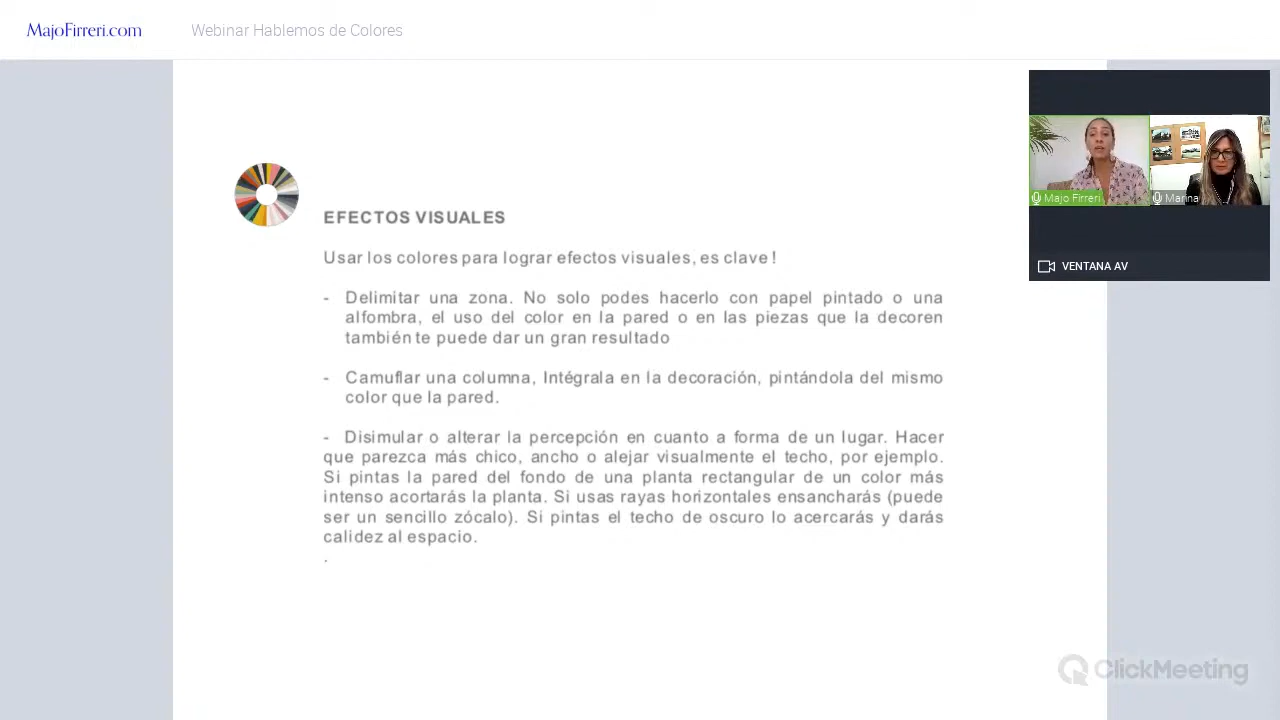 MajoFirreri.com
Webinar Hablemos de Colores
EFECTOS VISUALES
Usar los colores para lograr efectos visuales, es clave !
- Delimitar una zona. No solo podes hacerlo con papel pintado o una
alfombra, el uso del color en la pared o en las piezas que la decoren
también te puede dar un gran resultado
- Camuflar una columna, Intégrala en la decoración, pintándola del mismo
color que la pared.
- Disimular o alterar la percepción en cuanto a forma de un lugar. Hacer
que parezca más chico, ancho o alejar visualmente el techo, por ejemplo.
Si pintas la pared del fondo de una planta rectangular de un color más
intenso acortarás la planta. Si usas rayas horizontales ensancharás (puede
ser un sencillo zócalo). Si pintas el techo de oscuro lo acercarás y darás
calidez al espacio.
.
Majo Firreri
Marina
VENTANA AV
ClickMeeting